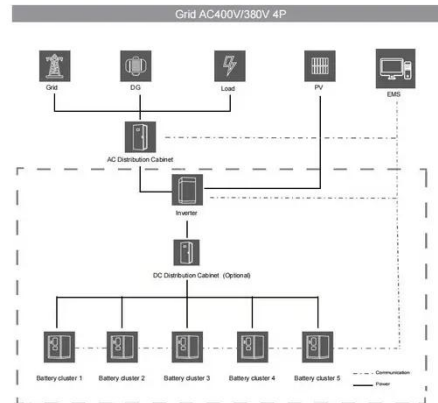 Grid AC400V/380V 4P
Grid
DG
Load
PV
EMS
AC Distribution Cabinet
Inverter
DC Distribution Cabinet (Optional)
Battery cluster 1
Battery cluster 2
Battery cluster 3
Battery cluster 4
Battery cluster 5
Communication
Power